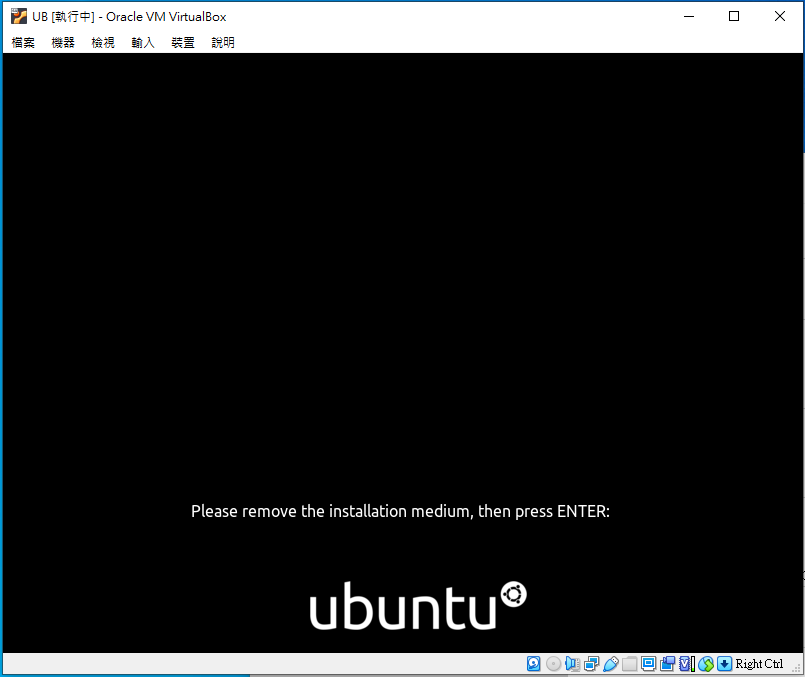 UB [執行中] - Oracle VM VirtualBox
檔案 機器 檢視 輸入 裝置 說明
Please remove the installation medium, then press ENTER:
ubuntu
Right Ctrl